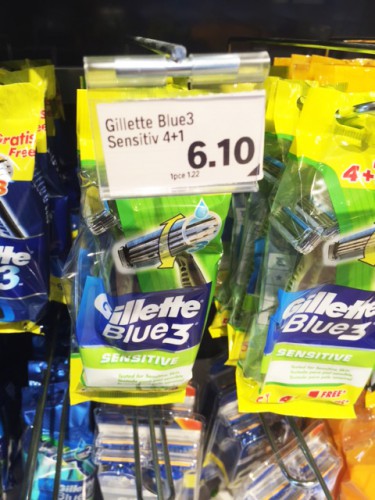 Gillette Blue3
Sensitiv 4+1
6.10
1pce 1.22
Gratis
Free
Gillette
Blue3
SENSITIVE
4+
Gillette
Blue3
SENSITIVE
FREE